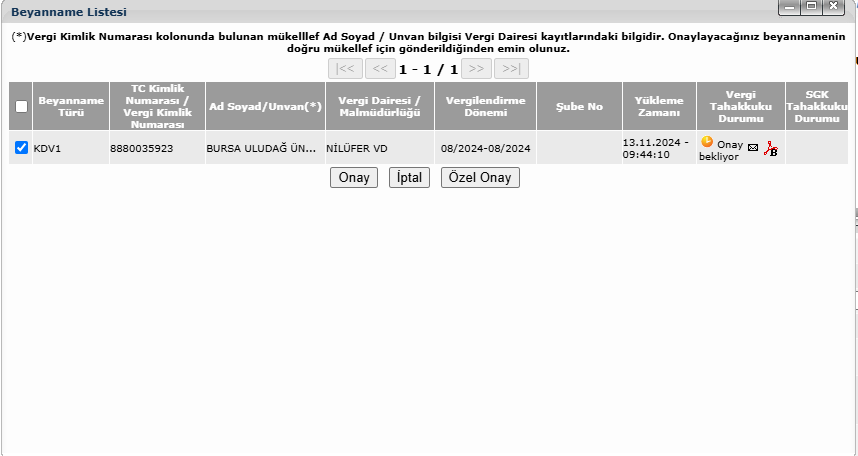 Beyanname Listesi
(*)Vergi Kimlik Numarası kolonunda bulunan mükelllef Ad Soyad / Unvan bilgisi Vergi Dairesi kayıtlarındaki bilgidir. Onaylayacağınız beyannamenin
doğru mükellef için gönderildiğinden emin olunuz.
|<< << 1 - 1 / 1 >> >>|
Beyanname Türü TC Kimlik Numarası / Vergi Kimlik Numarası Ad Soyad/Unvan(*) Vergi Dairesi / Malmüdürlüğü Vergilendirme Dönemi Şube No Yükleme Zamanı Vergi Tahakkuku Durumu SGK Tahakkuku Durumu
KDV1 8880035923 BURSA ULUDAĞ ÜN... NİLÜFER VD 08/2024-08/2024 13.11.2024 - 09:44:10 Onay bekliyor
Onay İptal Özel Onay